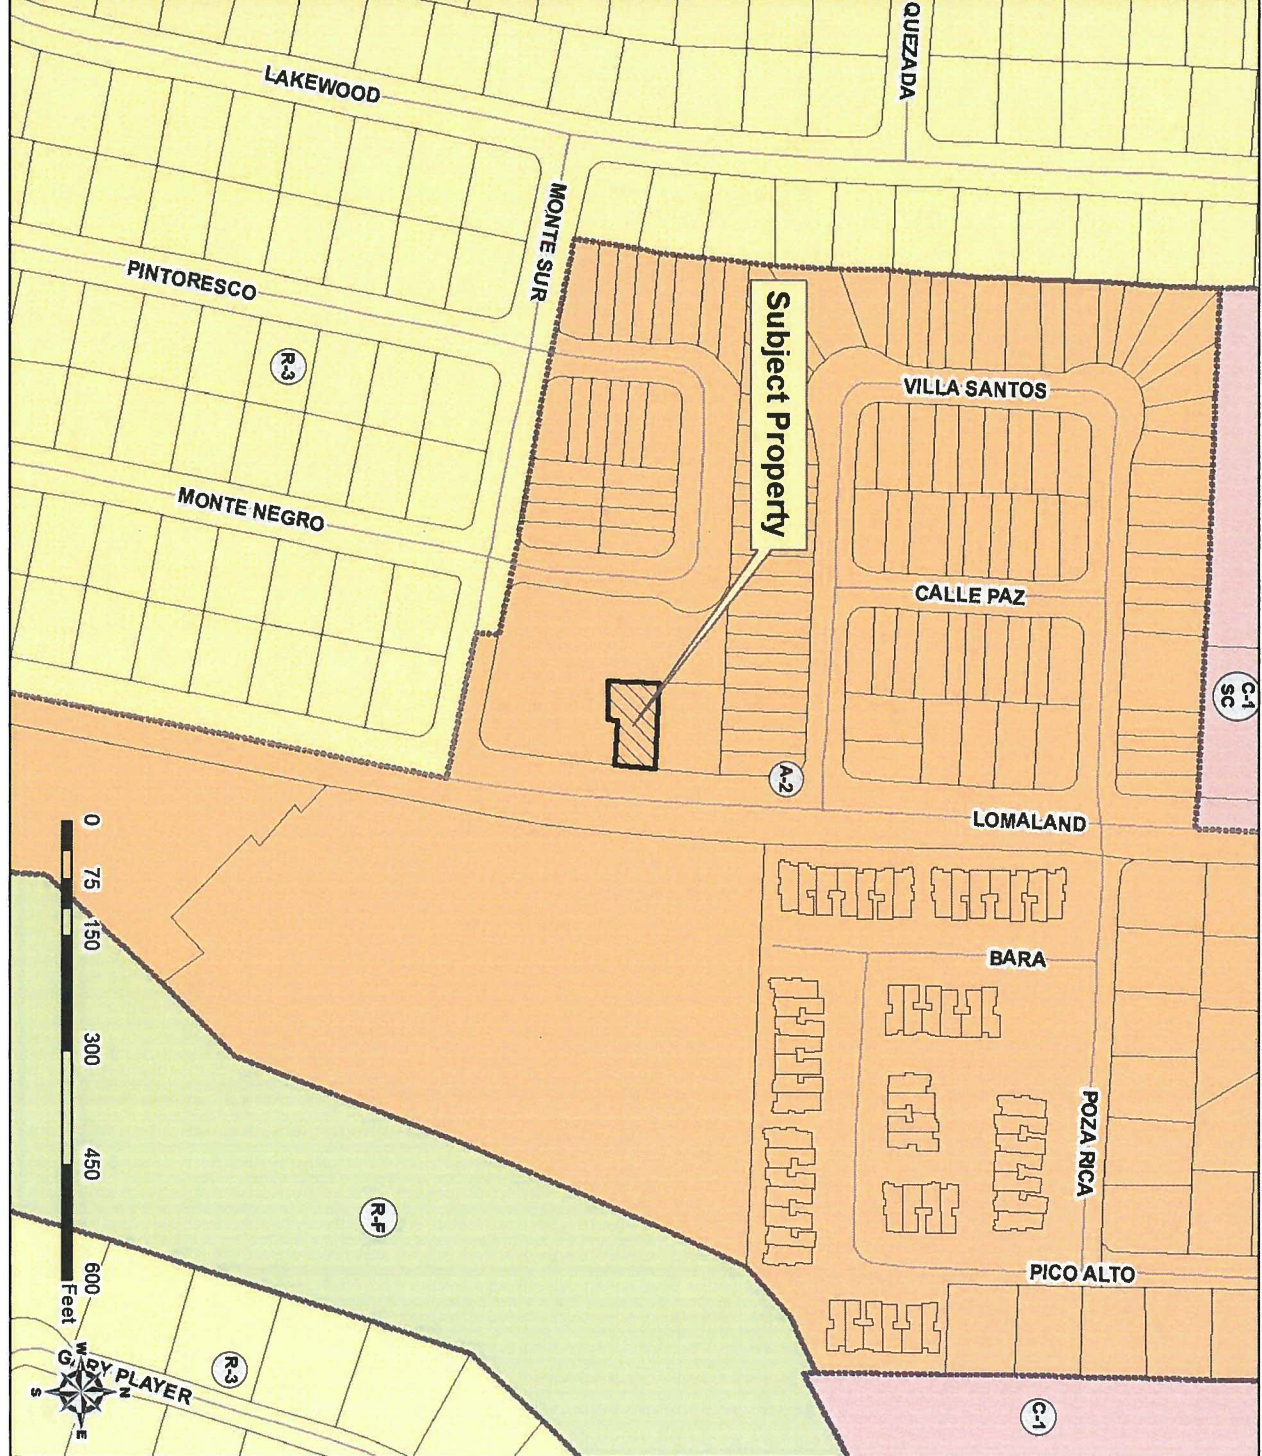 QUEZADA
LAKEWOOD
MONTE SUR
PINTORESCO
R-3
MONTE NEGRO
Subject Property
VILLA SANTOS
CALLE PAZ
C-1
SC
A-2
LOMALAND
BARA
POZA RICA
PICO ALTO
R-F
R-3
GARY PLAYER
C-1
0 75 150 300 450 600
Feet
W
N
S
E